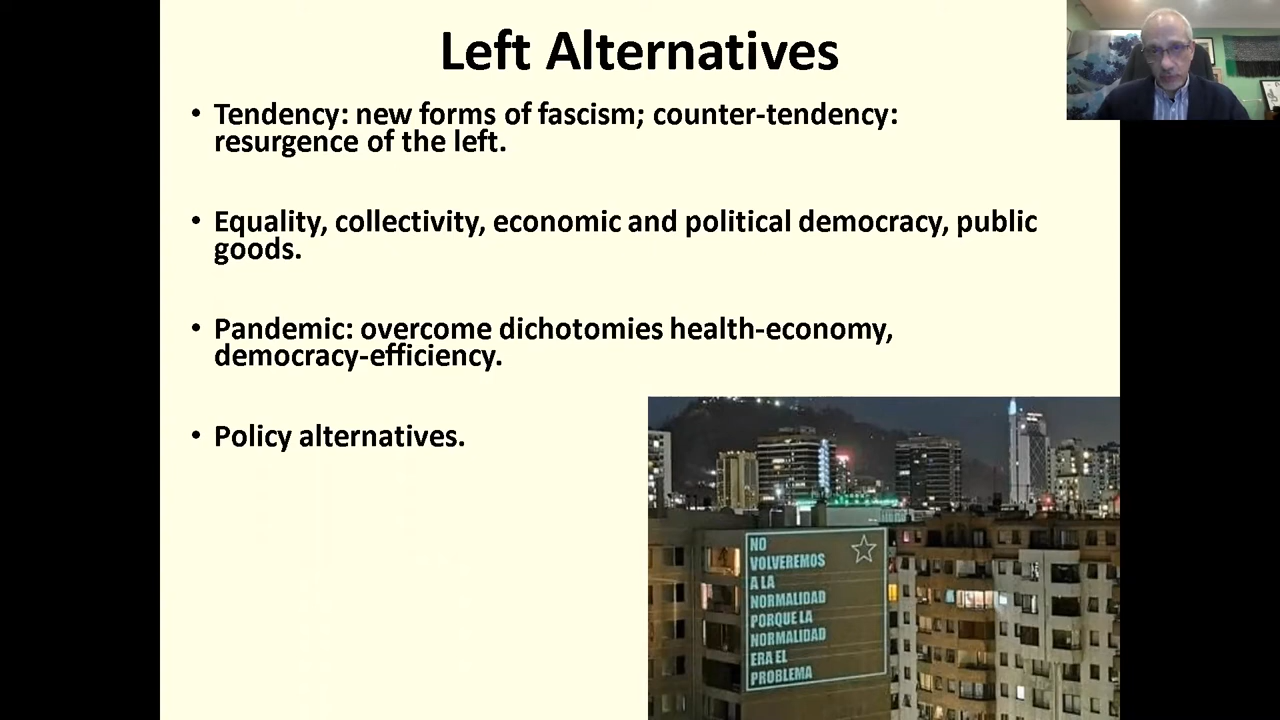 Left Alternatives
• Tendency: new forms of fascism; counter-tendency:
resurgence of the left.
• Equality, collectivity, economic and political democracy, public
goods.
• Pandemic: overcome dichotomies health-economy,
democracy-efficiency.
• Policy alternatives.
NO
VOLVEREMOS
A LA
NORMALIDAD
PORQUE LA
NORMALIDAD
ERA EL
PROBLEMA